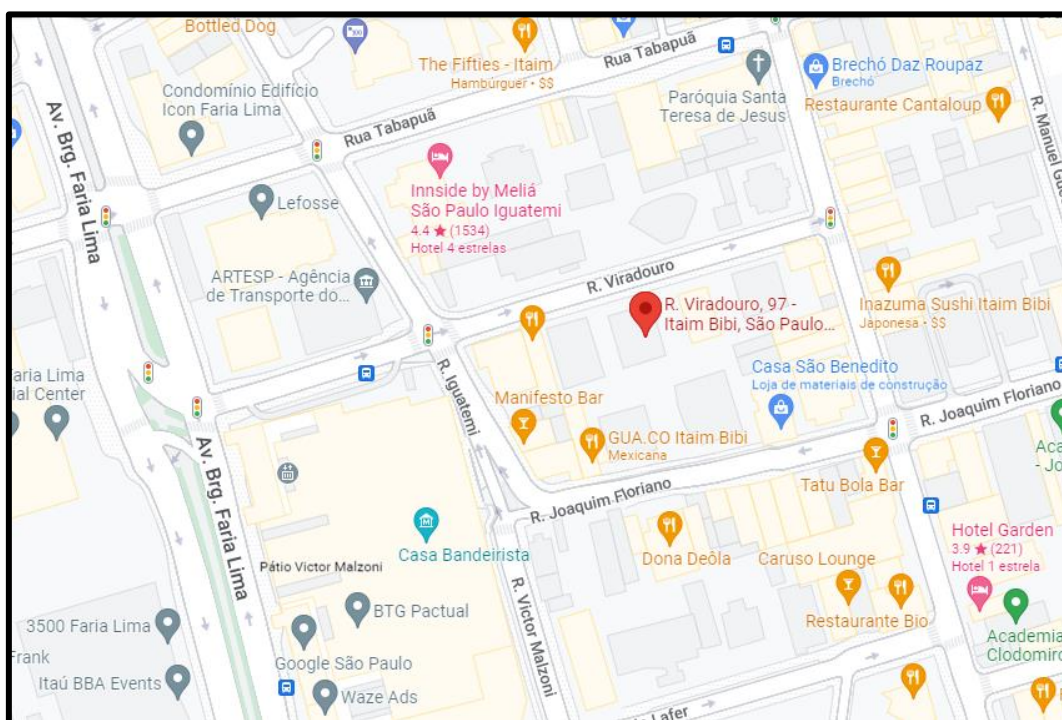 Bottled Dog
The Fifties - Itaim
Hambúrguer • $$
Rua Tabapuã
Brechó Daz Roupaz
Brechó
Condomínio Edifício
Icon Faria Lima
Paróquia Santa
Teresa de Jesus
Restaurante Cantaloup
Av. Brg. Faria Lima
Rua Tabapuã
R. Manuel
Lefosse
Innside by Meliá
São Paulo Iguatemi
4.4 ★ (1534)
Hotel 4 estrelas
ARTESP - Agência
de Transporte do...
R. Viradouro
R. Viradouro, 97 -
Itaim Bibi, São Paulo...
Inazuma Sushi Itaim Bibi
Japonesa • $$
aria Lima
ial Center
R. Iguatemi
Casa São Benedito
Loja de materiais de construção
Manifesto Bar
R. Joaquim Floriano
GUA.CO Itaim Bibi
Mexicana
Aca
- Jo
Av. Brg. Faria Lima
Tatu Bola Bar
R. Joaquim Floriano
Casa Bandeirista
Dona Deôla
Caruso Lounge
Hotel Garden
3.9 ★ (221)
Hotel 1 estrela
Pátio Victor Malzoni
R. Victor Malzoni
BTG Pactual
3500 Faria Lima
Restaurante Bio
Academia
Clodomiro
Frank
Google São Paulo
Itaú BBA Events
Waze Ads
Lafer